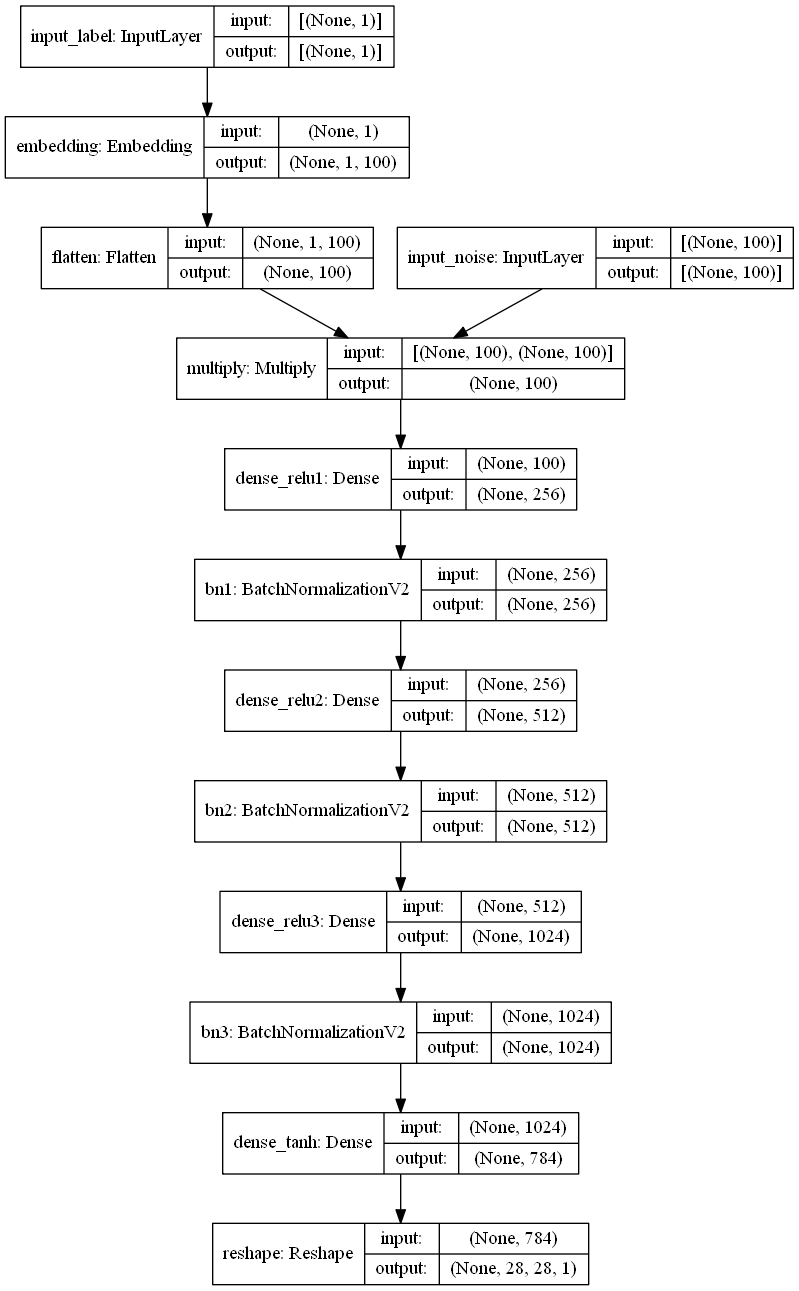 input_label: InputLayer
input: [(None, 1)]
output: [(None, 1)]
embedding: Embedding
input: (None, 1)
output: (None, 1, 100)
flatten: Flatten
input: (None, 1, 100)
output: (None, 100)
input_noise: InputLayer
input: [(None, 100)]
output: [(None, 100)]
multiply: Multiply
input: [(None, 100), (None, 100)]
output: (None, 100)
dense_relu1: Dense
input: (None, 100)
output: (None, 256)
bn1: BatchNormalizationV2
input: (None, 256)
output: (None, 256)
dense_relu2: Dense
input: (None, 256)
output: (None, 512)
bn2: BatchNormalizationV2
input: (None, 512)
output: (None, 512)
dense_relu3: Dense
input: (None, 512)
output: (None, 1024)
bn3: BatchNormalizationV2
input: (None, 1024)
output: (None, 1024)
dense_tanh: Dense
input: (None, 1024)
output: (None, 784)
reshape: Reshape
input: (None, 784)
output: (None, 28, 28, 1)